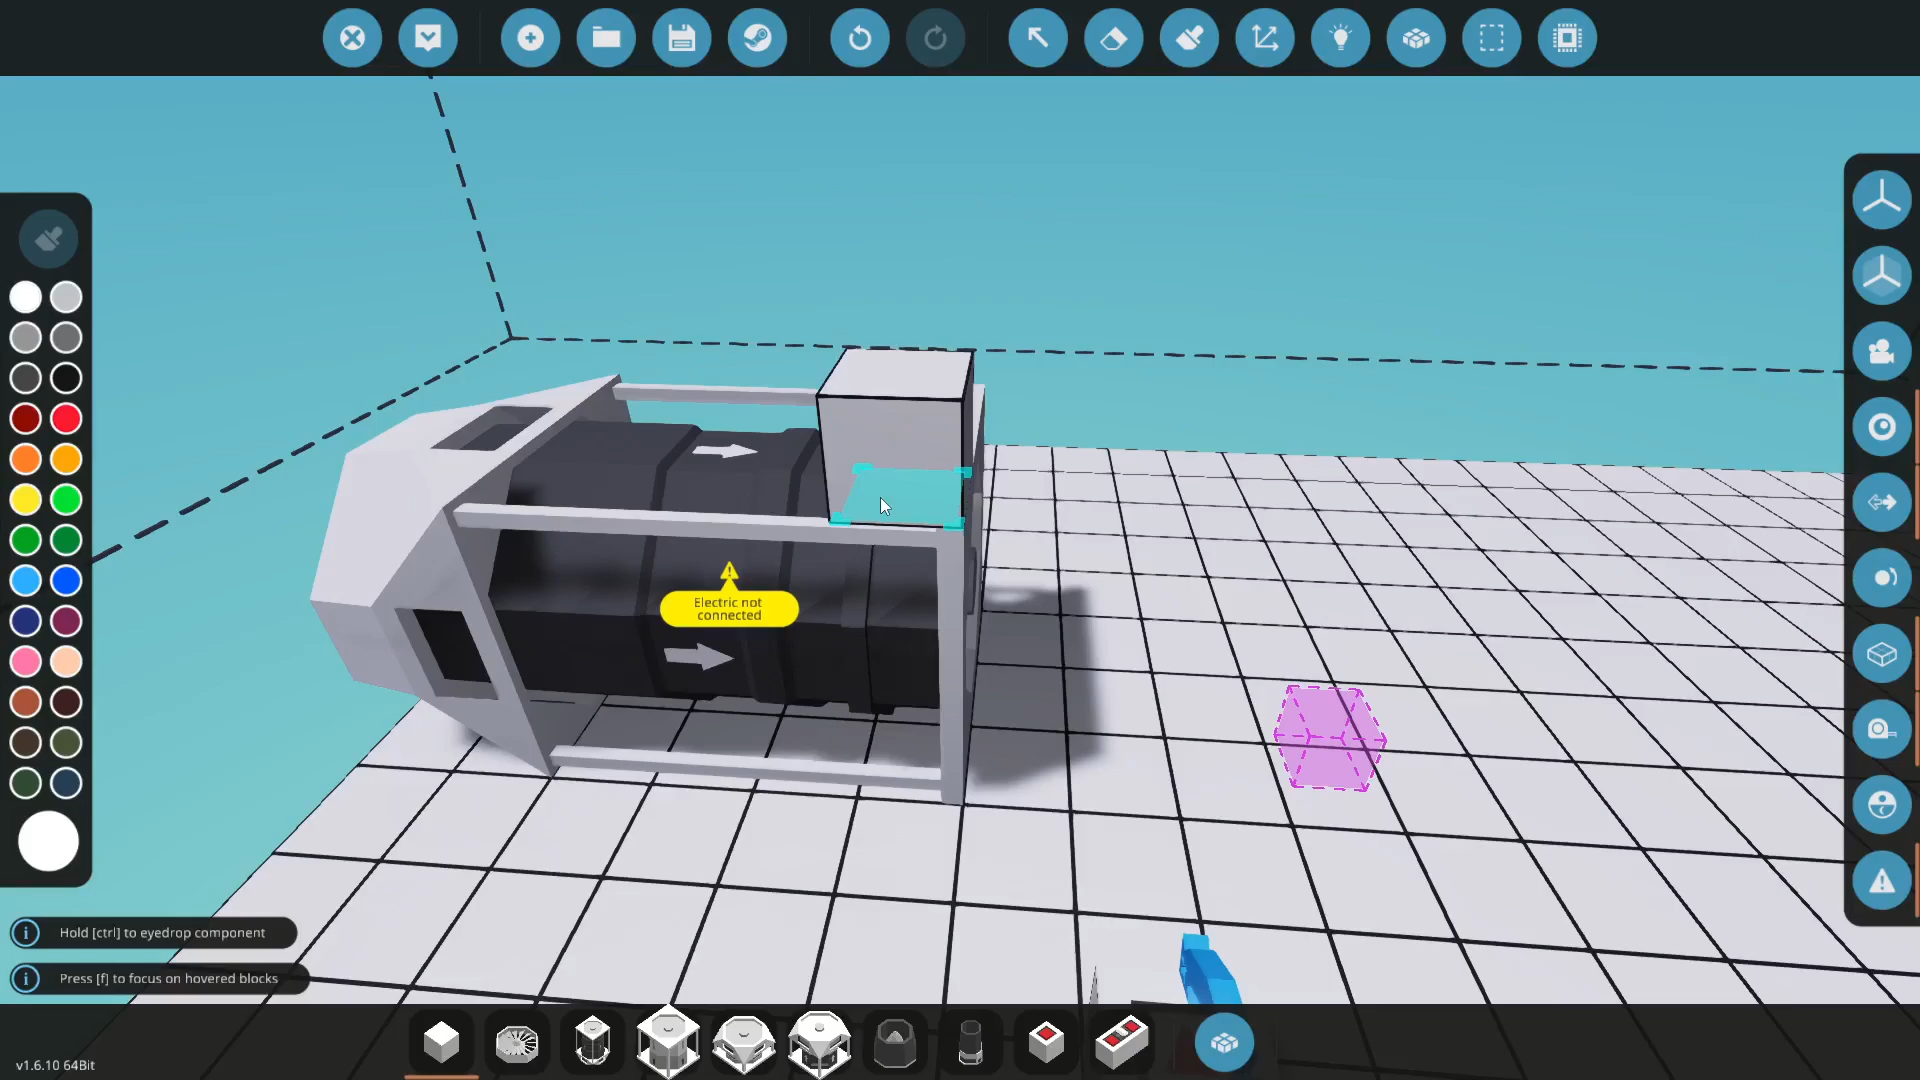 Electric not
connected
Hold [ctrl] to eyedrop component
Press [f] to focus on hovered blocks
v1.6.10 64Bit